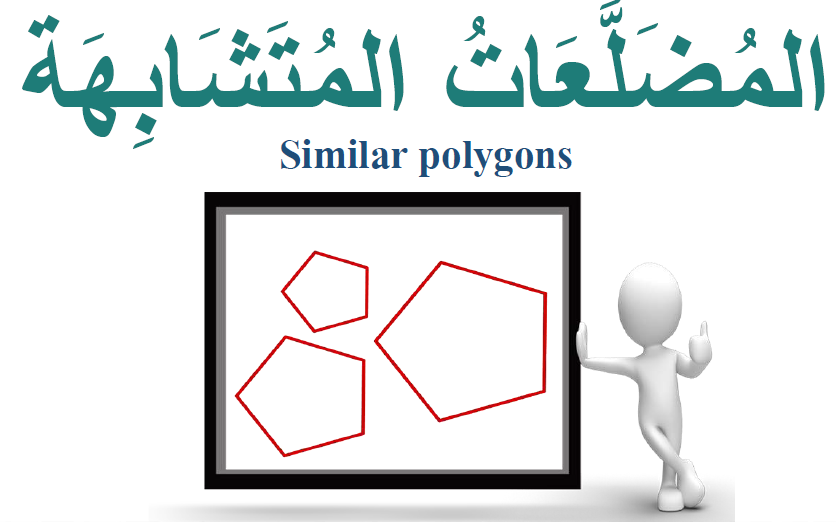 المُضَلَّعَاتُ المُتَشَابِهَة
Similar polygons